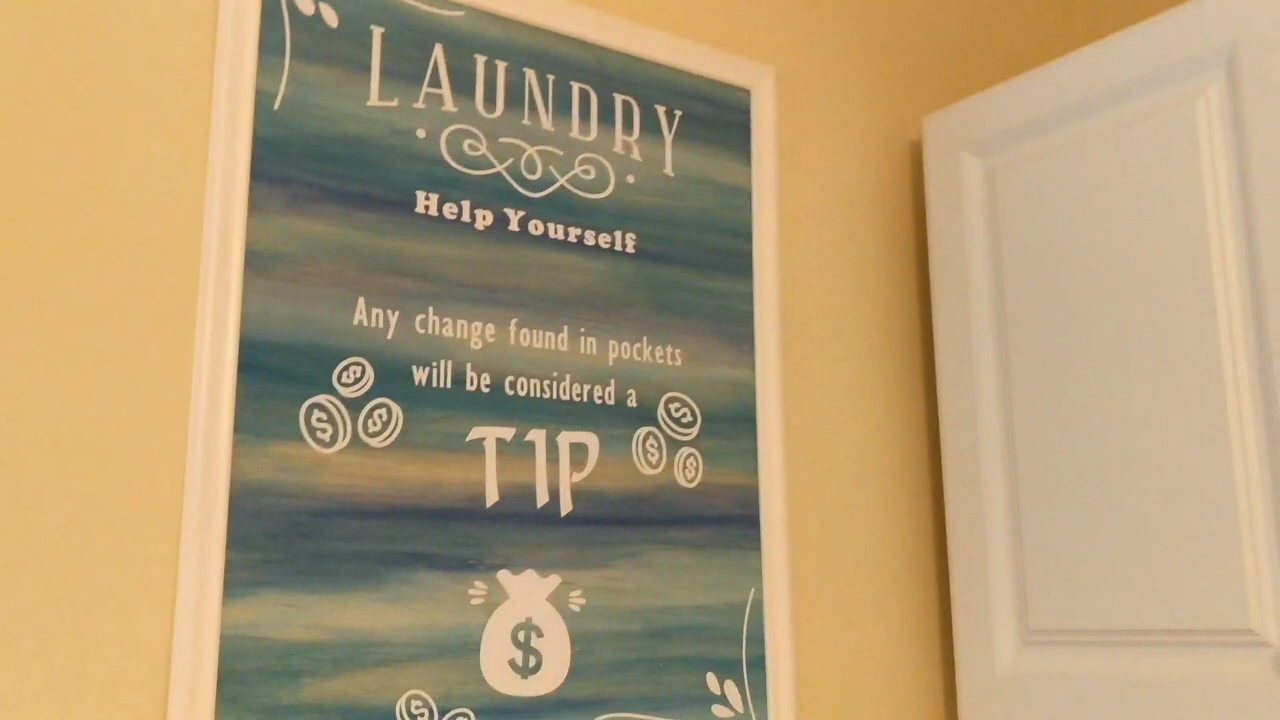 LAUNDRY
Help Yourself
Any change found in pockets
will be considered a
TIP
$